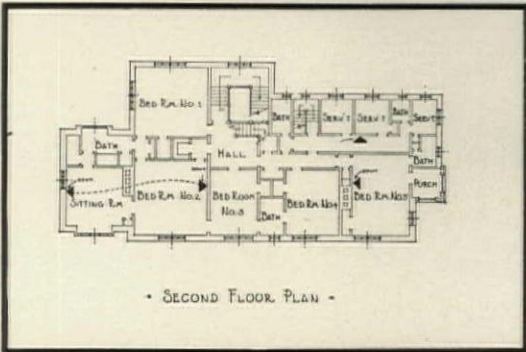 BED RM. NO. 1
BATH
SERV'T
SERV'T
BATH
SERV'T
BATH
HALL
BATH
SITTING RM
BED RM. NO. 2
BED ROOM
NO. 3
BATH
BED RM. NO 4
BED RM. NO 5
PORCH
• SECOND FLOOR PLAN •